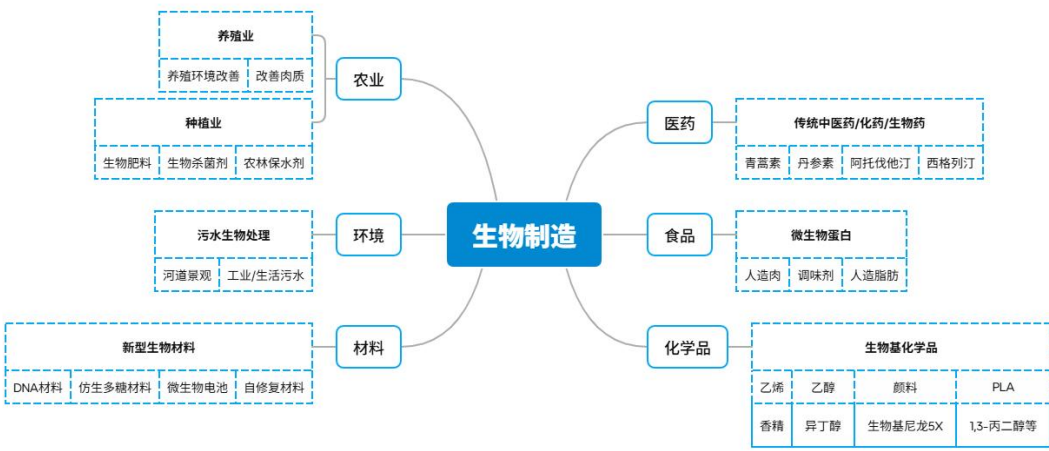 养殖业
养殖环境改善 改善肉质
农业
种植业
生物肥料 生物杀菌剂 农林保水剂
污水生物处理
河道景观 工业/生活污水
环境
新型生物材料
DNA材料 仿生多糖材料 微生物电池 自修复材料
材料
生物制造
医药
传统中医药/化药/生物药
青蒿素 丹参素 阿托伐他汀 西格列汀
食品
微生物蛋白
人造肉 调味剂 人造脂肪
化学品
生物基化学品
乙烯 乙醇 颜料 PLA
香精 异丁醇 生物基尼龙5X 1,3-丙二醇等